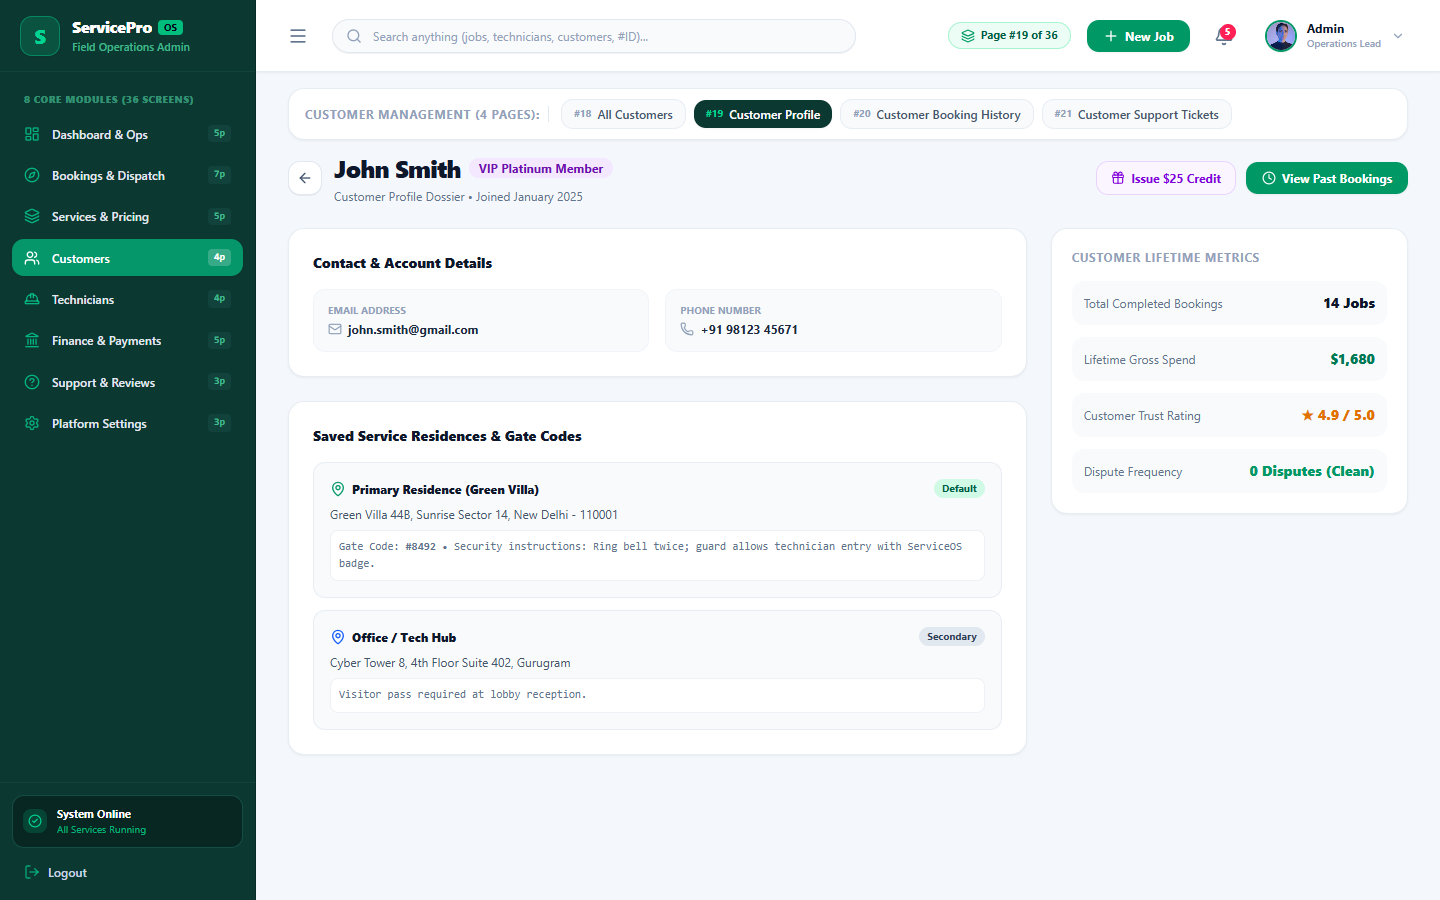 S
ServicePro OS
Field Operations Admin
8 CORE MODULES (36 SCREENS)
Dashboard & Ops 5p
Bookings & Dispatch 7p
Services & Pricing 5p
Customers 4p
Technicians 4p
Finance & Payments 5p
Support & Reviews 3p
Platform Settings 3p
System Online
All Services Running
Logout
Search anything (jobs, technicians, customers, #ID)...
Page #19 of 36
New Job
5
Admin
Operations Lead
CUSTOMER MANAGEMENT (4 PAGES):
#18 All Customers
#19 Customer Profile
#20 Customer Booking History
#21 Customer Support Tickets
John Smith VIP Platinum Member
Customer Profile Dossier • Joined January 2025
Issue $25 Credit
View Past Bookings
Contact & Account Details
EMAIL ADDRESS
john.smith@gmail.com
PHONE NUMBER
+91 98123 45671
Saved Service Residences & Gate Codes
Primary Residence (Green Villa) Default
Green Villa 44B, Sunrise Sector 14, New Delhi - 110001
Gate Code: #8492 • Security instructions: Ring bell twice; guard allows technician entry with ServiceOS
badge.
Office / Tech Hub Secondary
Cyber Tower 8, 4th Floor Suite 402, Gurugram
Visitor pass required at lobby reception.
CUSTOMER LIFETIME METRICS
Total Completed Bookings 14 Jobs
Lifetime Gross Spend $1,680
Customer Trust Rating ★ 4.9 / 5.0
Dispute Frequency 0 Disputes (Clean)